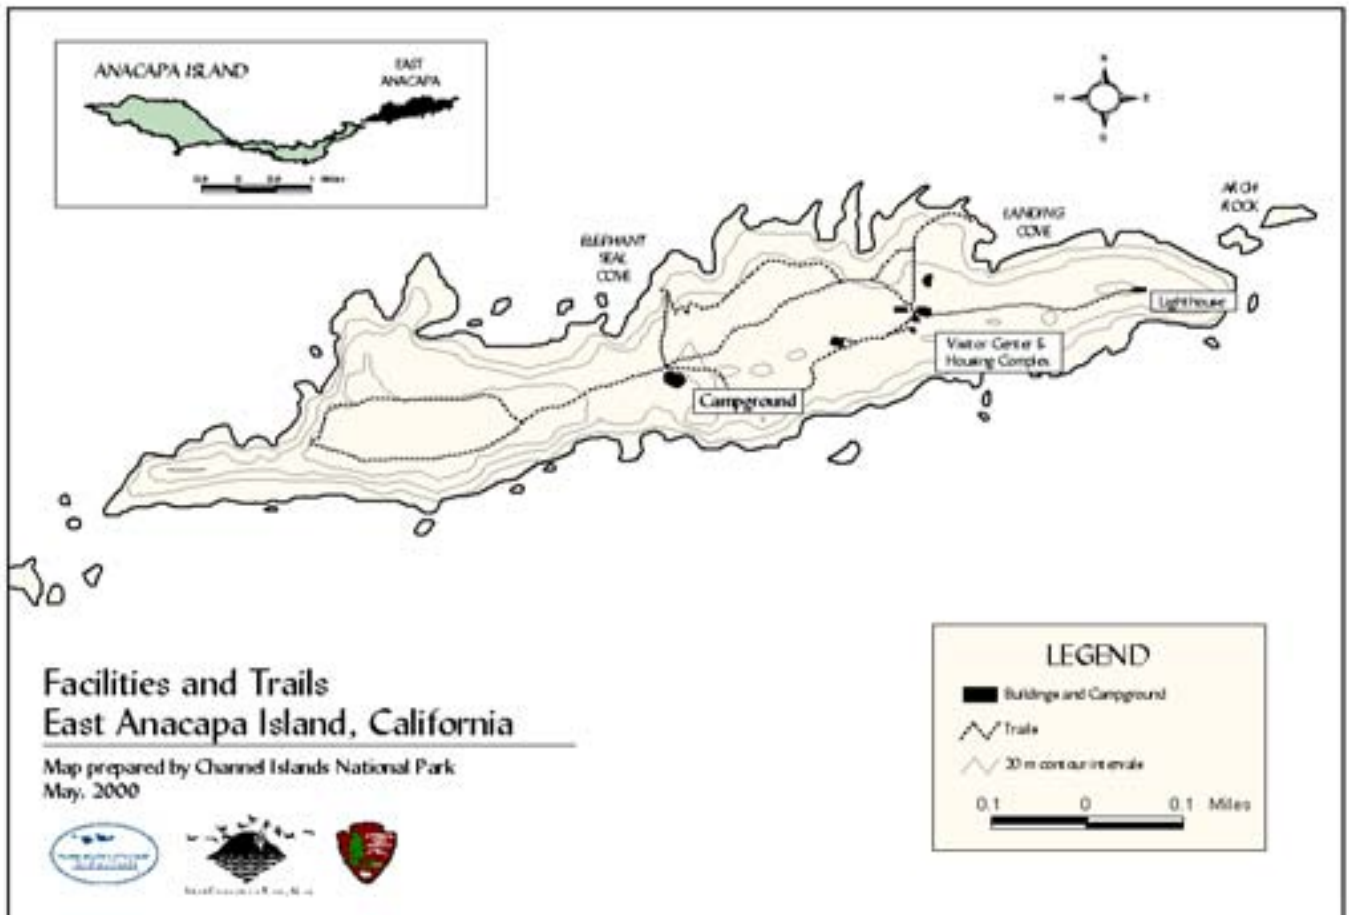 ANACAPA ISLAND
EAST
ANACAPA
1 Miles
N
E
S
ELEPHANT
SEAL
COVE
LANDING
COVE
ARCH
ROCK
Lighthouse
Visitor Center &
Housing Complex
Campground
Facilities and Trails
East Anacapa Island, California
Map prepared by Channel Islands National Park
May, 2000
LEGEND
Buildings and Campground
Trails
20 m contour intervals
0.1 0 0.1 Miles